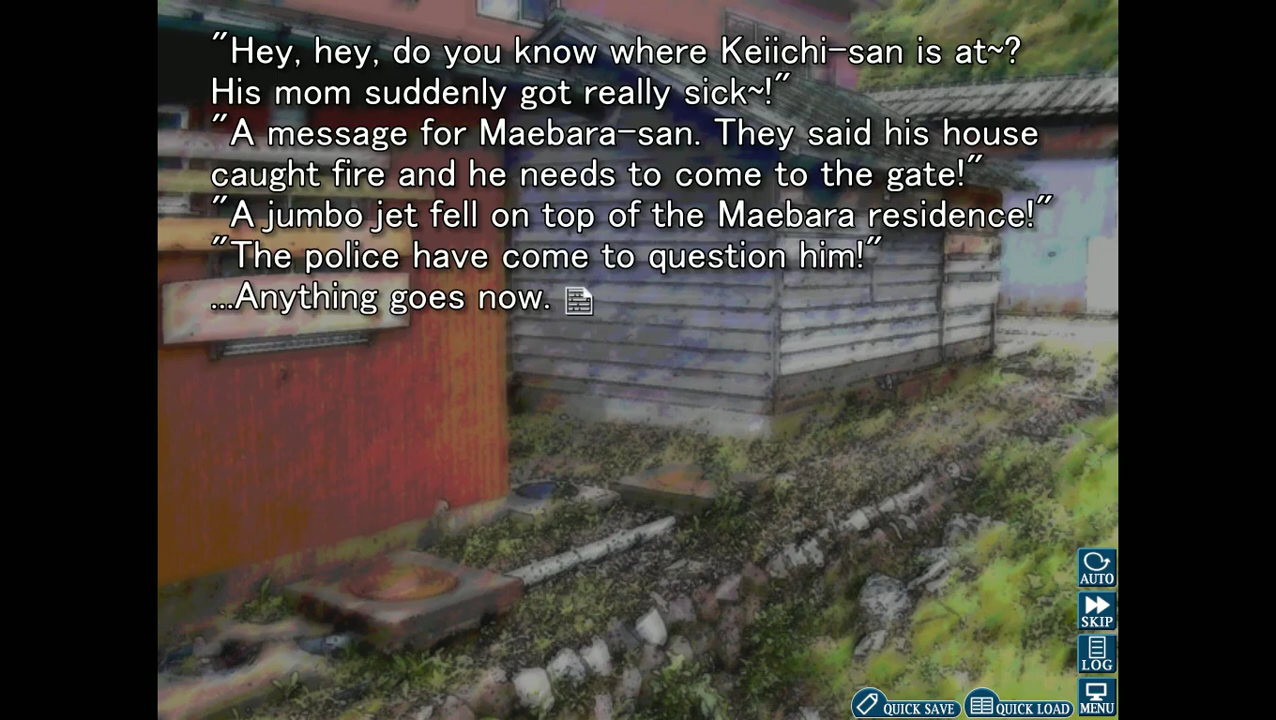 "Hey, hey, do you know where Keiichi-san is at~?
His mom suddenly got really sick~!"
"A message for Maebara-san. They said his house
caught fire and he needs to come to the gate!"
"A jumbo jet fell on top of the Maebara residence!"
"The police have come to question him!"
...Anything goes now.
AUTO
SKIP
LOG
MENU
QUICK SAVE
QUICK LOAD